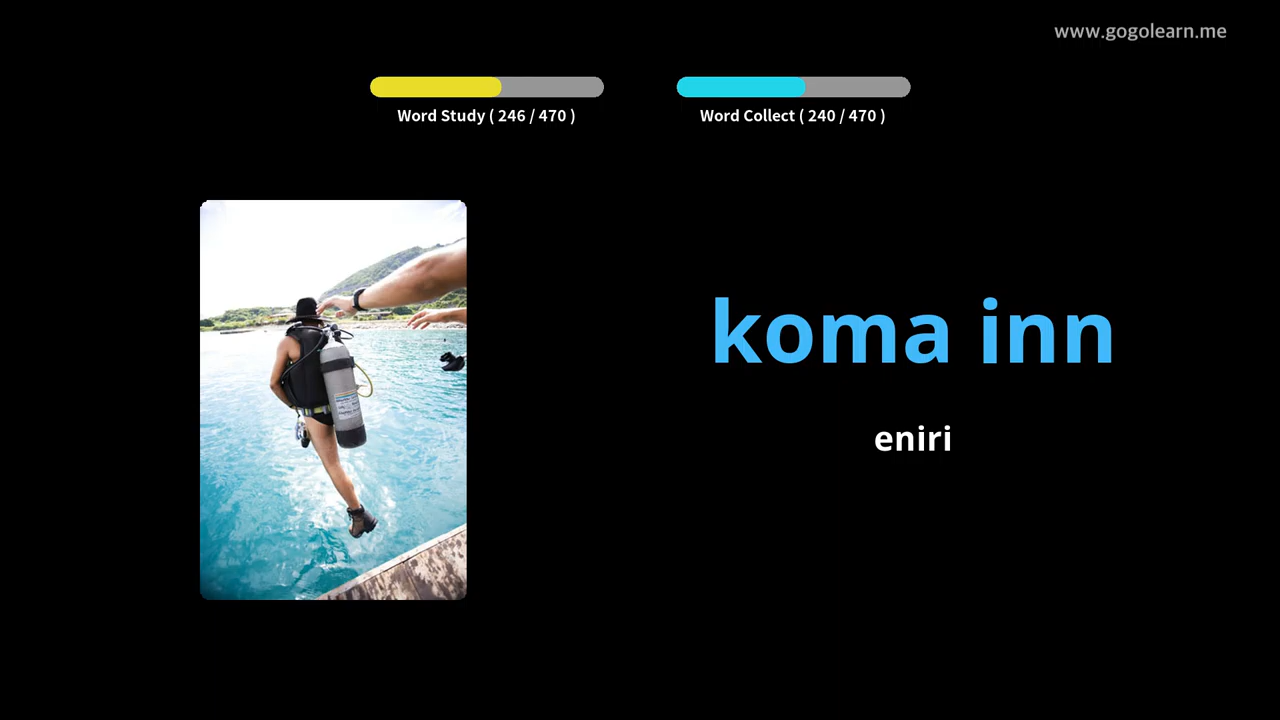 www.gogolearn.me
Word Study ( 246 / 470 )
Word Collect ( 240 / 470 )
koma inn
eniri